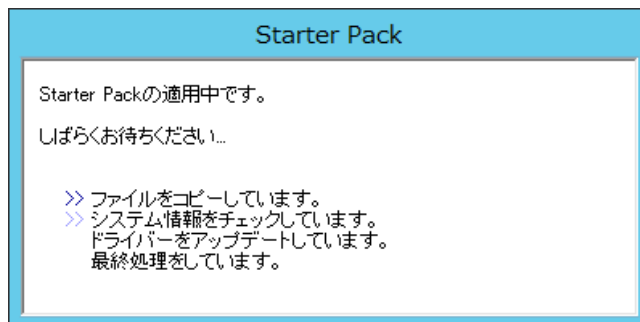 Starter Pack
Starter Packの適用中です。
しばらくお待ちください...
>> ファイルをコピーしています。
>> システム情報をチェックしています。
ドライバーをアップデートしています。
最終処理をしています。